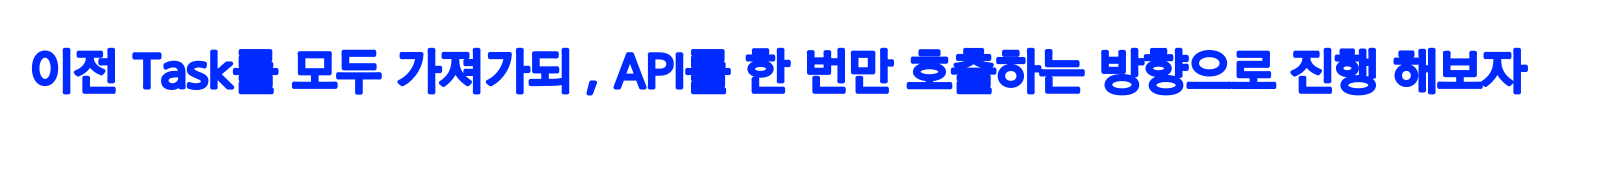 이전 Task를 모두 가져가되 , API를 한 번만 호출하는 방향으로 진행 해보자